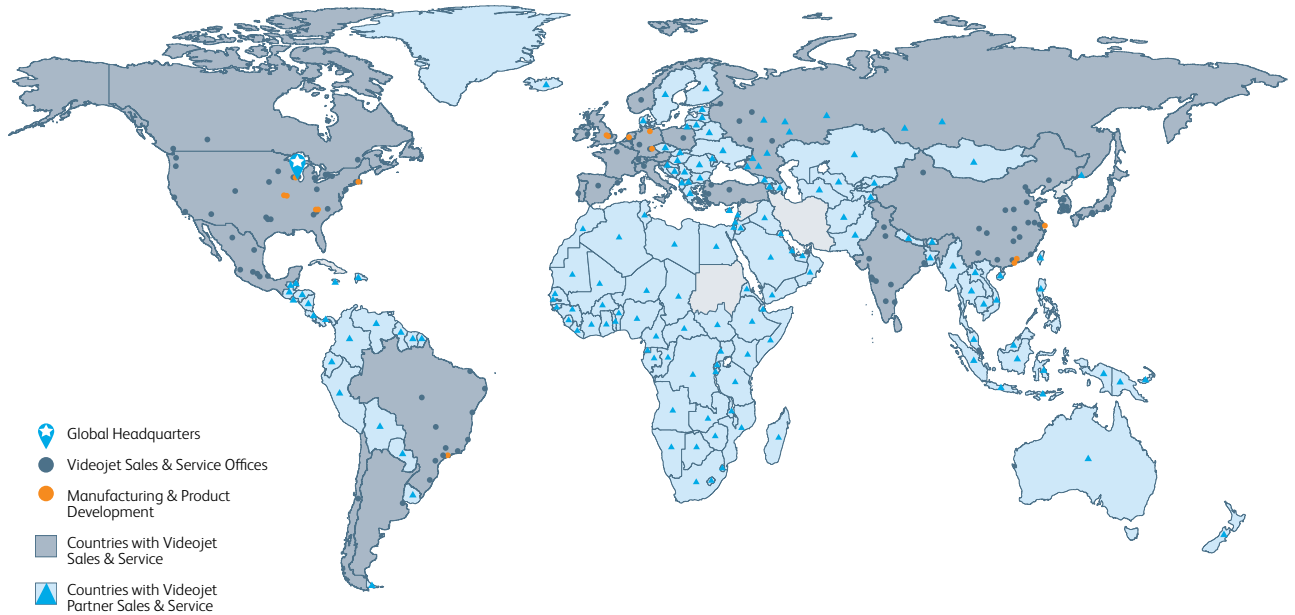 Global Headquarters
Videojet Sales & Service Offices
Manufacturing & Product
Development
Countries with Videojet
Sales & Service
Countries with Videojet
Partner Sales & Service